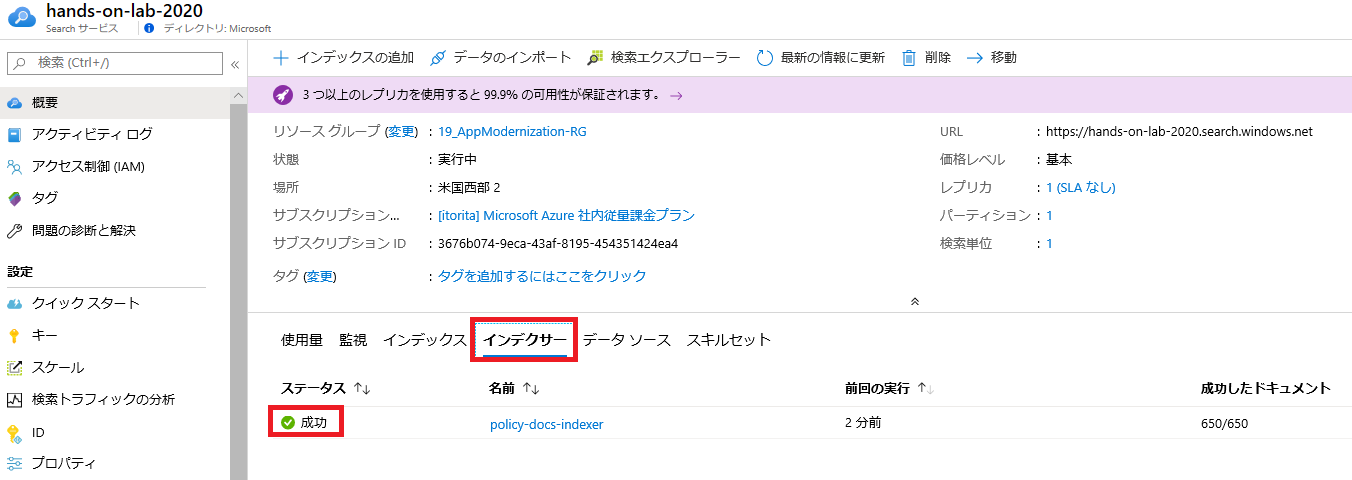 hands-on-lab-2020
Search サービス ディレクトリ: Microsoft
検索 (Ctrl+/) «
概要
アクティビティ ログ
アクセス制御 (IAM)
タグ
問題の診断と解決
設定
クイック スタート
キー
スケール
検索トラフィックの分析
ID
プロパティ
インデックスの追加 データのインポート 検索エクスプローラー 最新の情報に更新 削除 移動
3 つ以上のレプリカを使用すると 99.9% の可用性が保証されます。 →
リソース グループ (変更) : 19_AppModernization-RG
状態 : 実行中
場所 : 米国西部 2
サブスクリプション... : [itorita] Microsoft Azure 社内従量課金プラン
サブスクリプション ID : 3676b074-9eca-43af-8195-454351424ea4
タグ (変更) : タグを追加するにはここをクリック
URL : https://hands-on-lab-2020.search.windows.net
価格レベル : 基本
レプリカ : 1 (SLA なし)
パーティション : 1
検索単位 : 1
使用量 監視 インデックス インデクサー データ ソース スキルセット
ステータス ↑↓ 名前 ↑↓ 前回の実行 ↑↓ 成功したドキュメント
成功 policy-docs-indexer 2 分前 650/650